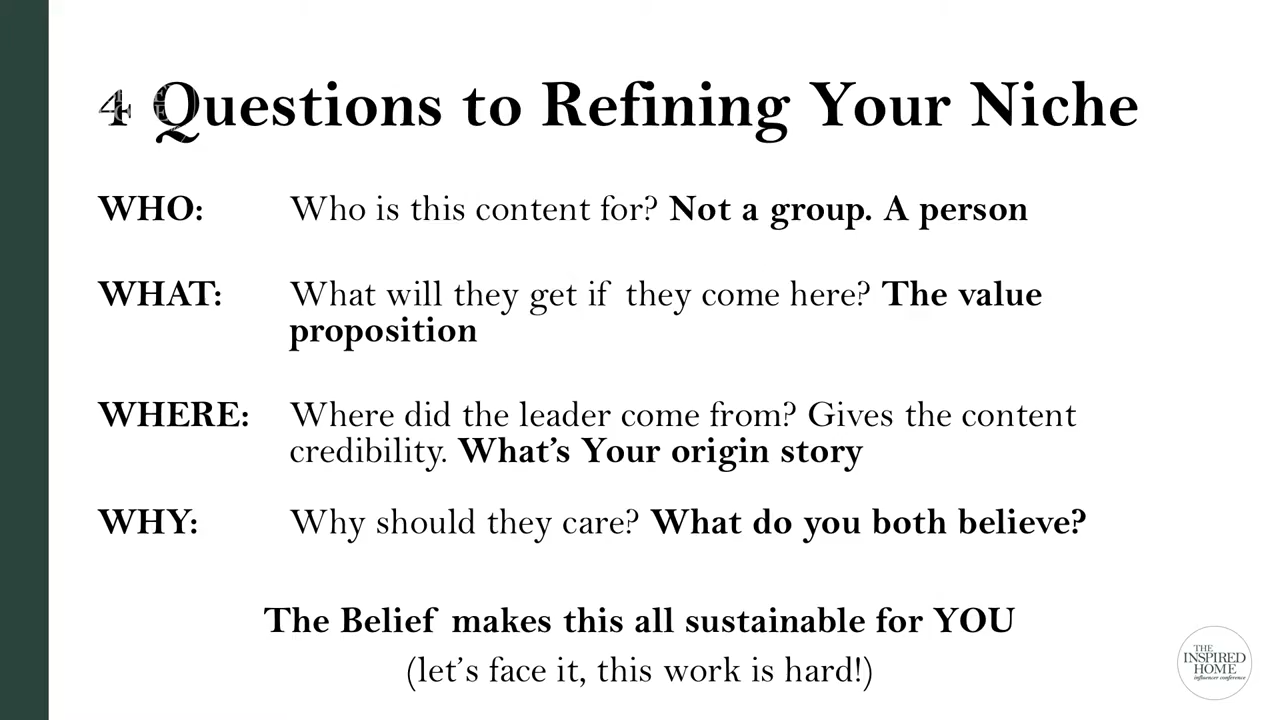 4 Questions to Refining Your Niche
WHO: Who is this content for? Not a group. A person
WHAT: What will they get if they come here? The value
proposition
WHERE: Where did the leader come from? Gives the content
credibility. What's Your origin story
WHY: Why should they care? What do you both believe?
The Belief makes this all sustainable for YOU
(let's face it, this work is hard!)
THE
INSPIRED
HOME
influencer conference